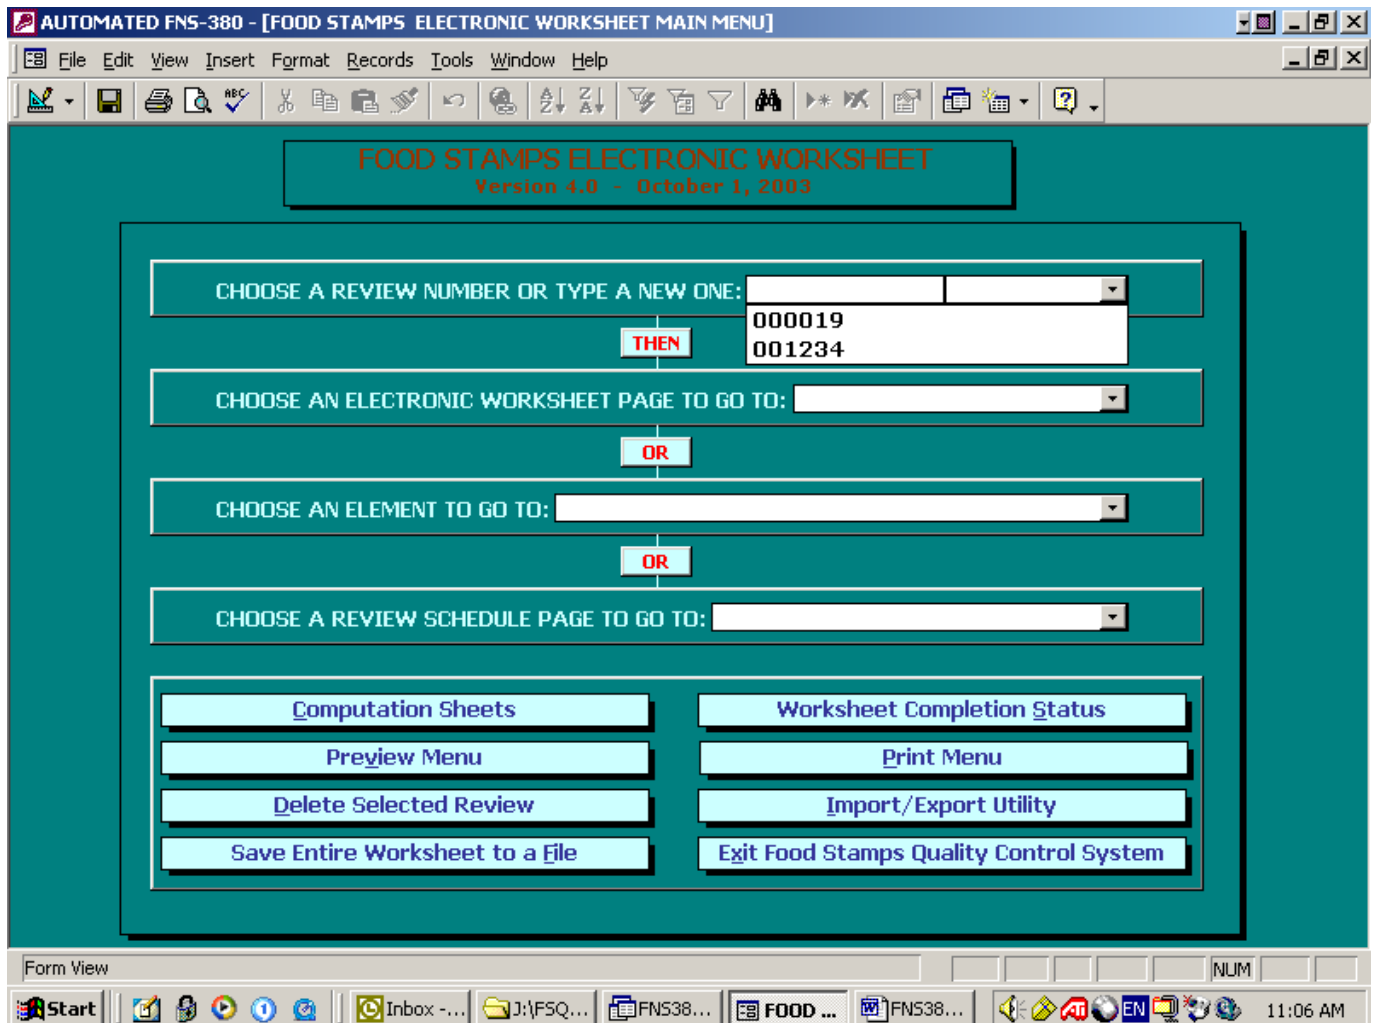 AUTOMATED FNS-380 - [FOOD STAMPS ELECTRONIC WORKSHEET MAIN MENU]
File Edit View Insert Format Records Tools Window Help
FOOD STAMPS ELECTRONIC WORKSHEET
Version 4.0 - October 1, 2003
CHOOSE A REVIEW NUMBER OR TYPE A NEW ONE:
000019
001234
THEN
CHOOSE AN ELECTRONIC WORKSHEET PAGE TO GO TO:
OR
CHOOSE AN ELEMENT TO GO TO:
OR
CHOOSE A REVIEW SCHEDULE PAGE TO GO TO:
Computation Sheets Worksheet Completion Status
Preview Menu Print Menu
Delete Selected Review Import/Export Utility
Save Entire Worksheet to a File Exit Food Stamps Quality Control System
Form View NUM
Start Inbox -... J:\FSQ... FNS38... FOOD ... FNS38... EN 11:06 AM